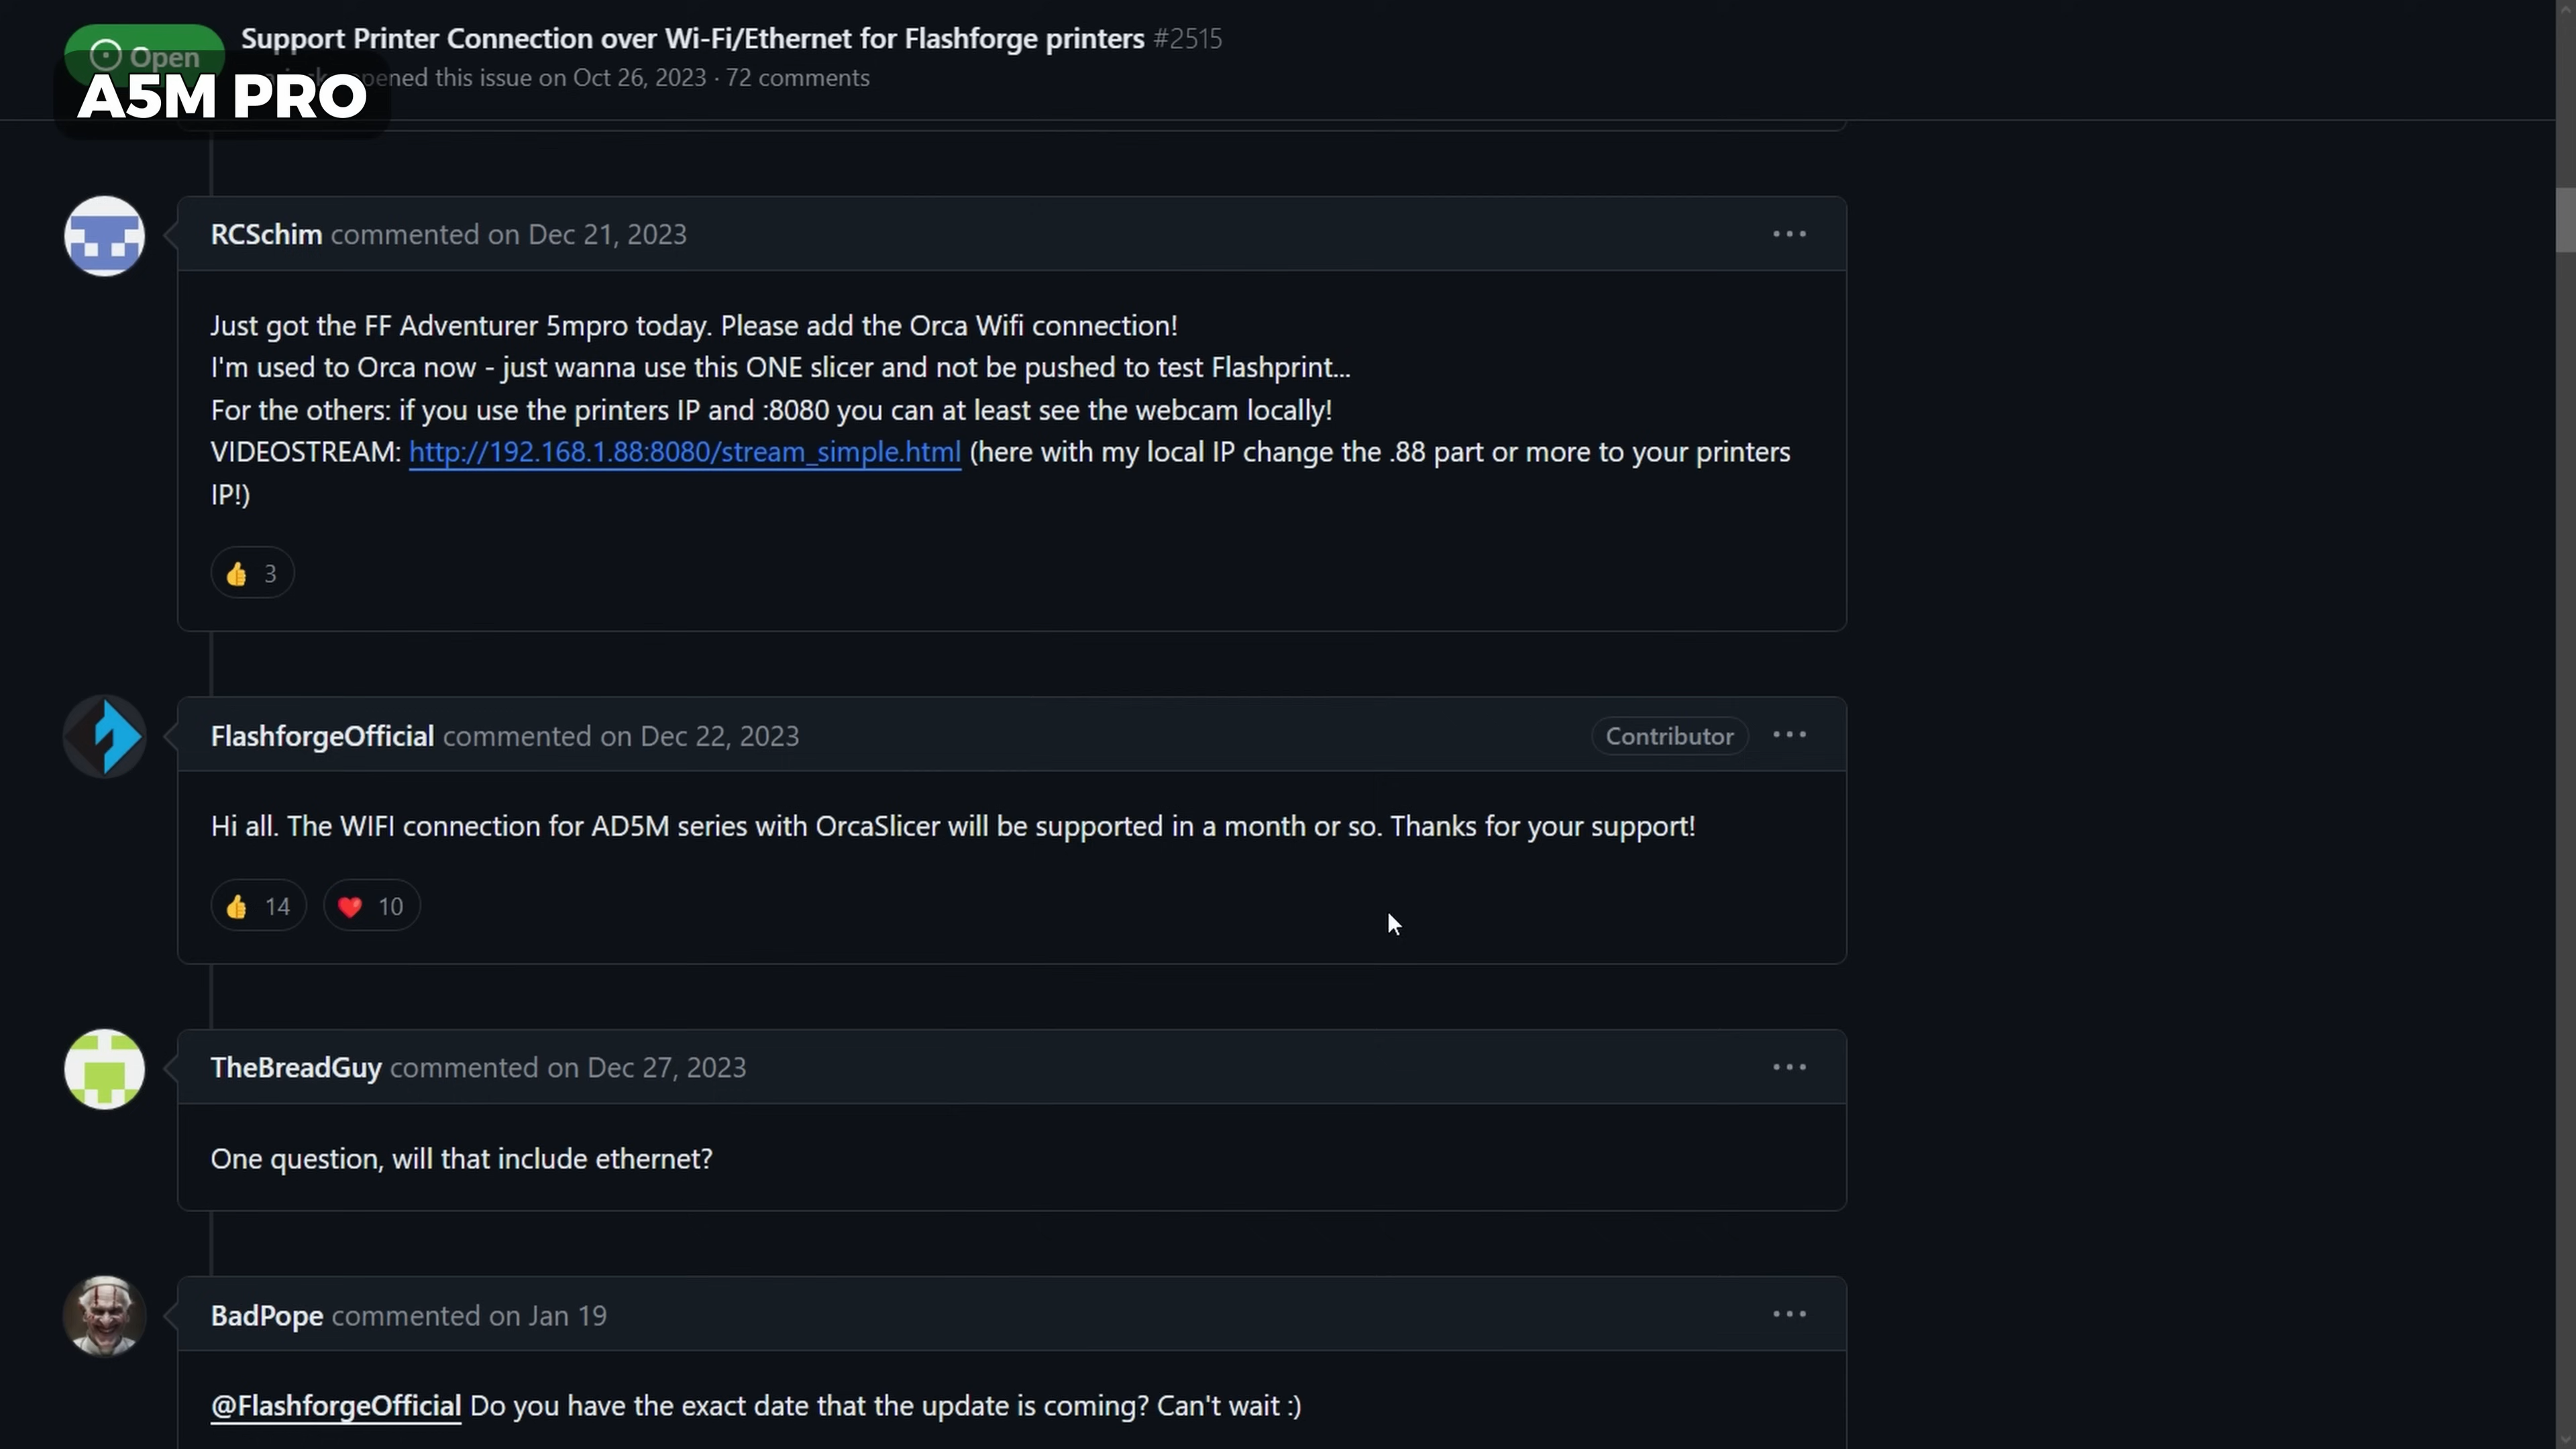 Support Printer Connection over Wi-Fi/Ethernet for Flashforge printers #2515
Open
opened this issue on Oct 26, 2023 · 72 comments
A5M PRO
RCSchim commented on Dec 21, 2023
Just got the FF Adventurer 5mpro today. Please add the Orca Wifi connection!
I'm used to Orca now - just wanna use this ONE slicer and not be pushed to test Flashprint...
For the others: if you use the printers IP and :8080 you can at least see the webcam locally!
VIDEOSTREAM: http://192.168.1.88:8080/stream_simple.html (here with my local IP change the .88 part or more to your printers
IP!)
👍 3
FlashforgeOfficial commented on Dec 22, 2023 Contributor
Hi all. The WIFI connection for AD5M series with OrcaSlicer will be supported in a month or so. Thanks for your support!
👍 14 ❤️ 10
TheBreadGuy commented on Dec 27, 2023
One question, will that include ethernet?
BadPope commented on Jan 19
@FlashforgeOfficial Do you have the exact date that the update is coming? Can't wait :)